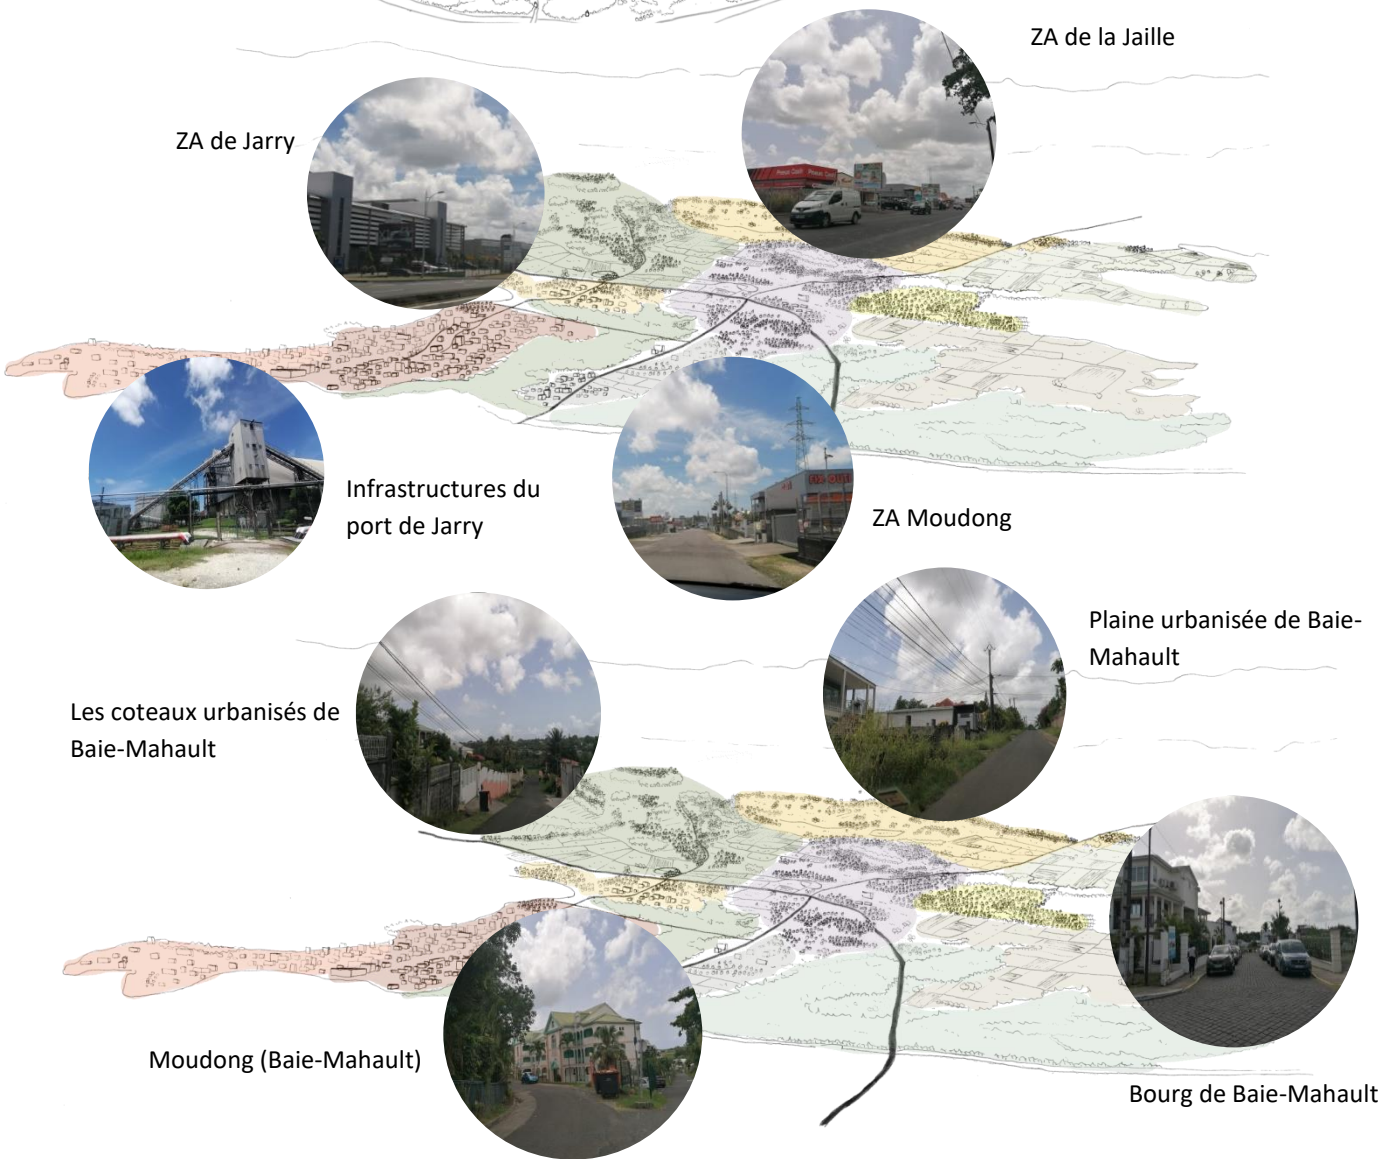 ZA de la Jaille
ZA de Jarry
Infrastructures du
port de Jarry
ZA Moudong
Plaine urbanisée de Baie-
Mahault
Les coteaux urbanisés de
Baie-Mahault
Moudong (Baie-Mahault)
Bourg de Baie-Mahault